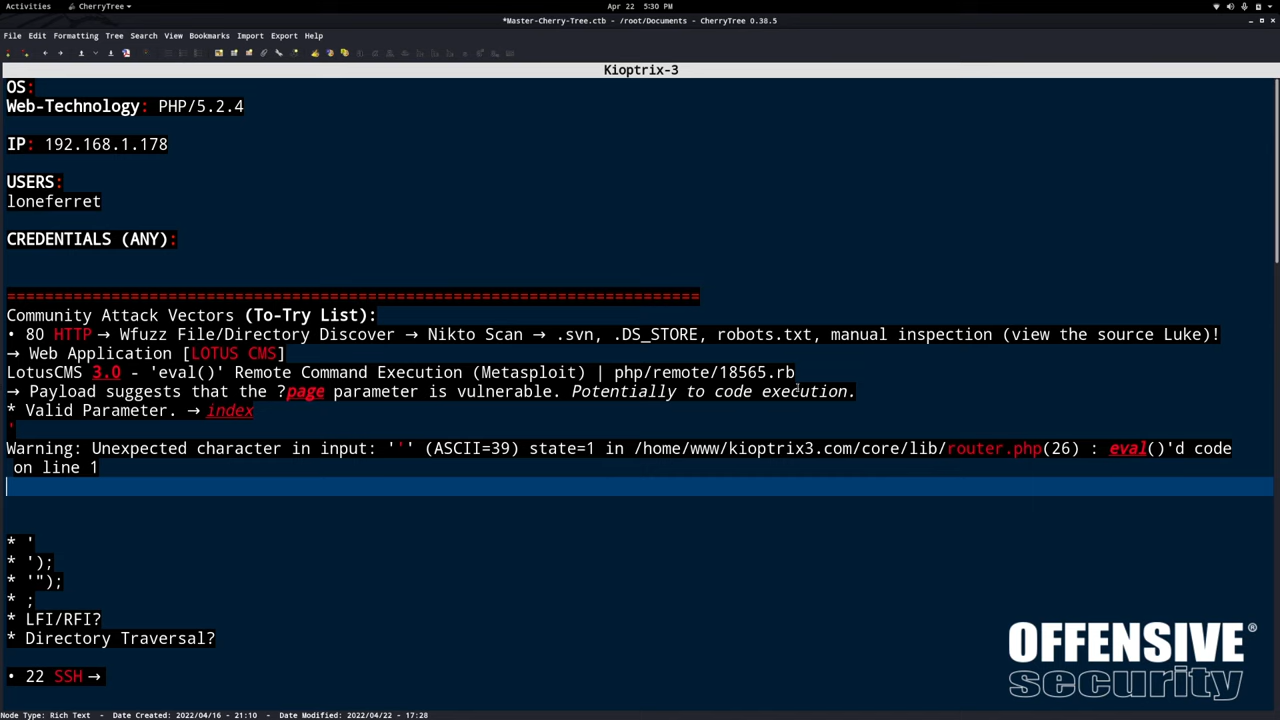 Activities CherryTree Apr 22 5:30 PM
*Master-Cherry-Tree.ctb - /root/Documents - CherryTree 0.38.5
File Edit Formatting Tree Search View Bookmarks Import Export Help
Kioptrix-3
OS:
Web-Technology: PHP/5.2.4
IP: 192.168.1.178
USERS:
loneferret
CREDENTIALS (ANY):
=========================================================================
Community Attack Vectors (To-Try List):
• 80 HTTP → Wfuzz File/Directory Discover → Nikto Scan → .svn, .DS_STORE, robots.txt, manual inspection (view the source Luke)!
→ Web Application [LOTUS CMS]
LotusCMS 3.0 - 'eval()' Remote Command Execution (Metasploit) | php/remote/18565.rb
→ Payload suggests that the ?page parameter is vulnerable. Potentially to code execution.
* Valid Parameter. → index
'
Warning: Unexpected character in input: ''' (ASCII=39) state=1 in /home/www/kioptrix3.com/core/lib/router.php(26) : eval()'d code
on line 1
* '
* ');
* '");
* ;
* LFI/RFI?
* Directory Traversal?
• 22 SSH →
OFFENSIVE®
security
Node Type: Rich Text - Date Created: 2022/04/16 - 21:10 - Date Modified: 2022/04/22 - 17:28